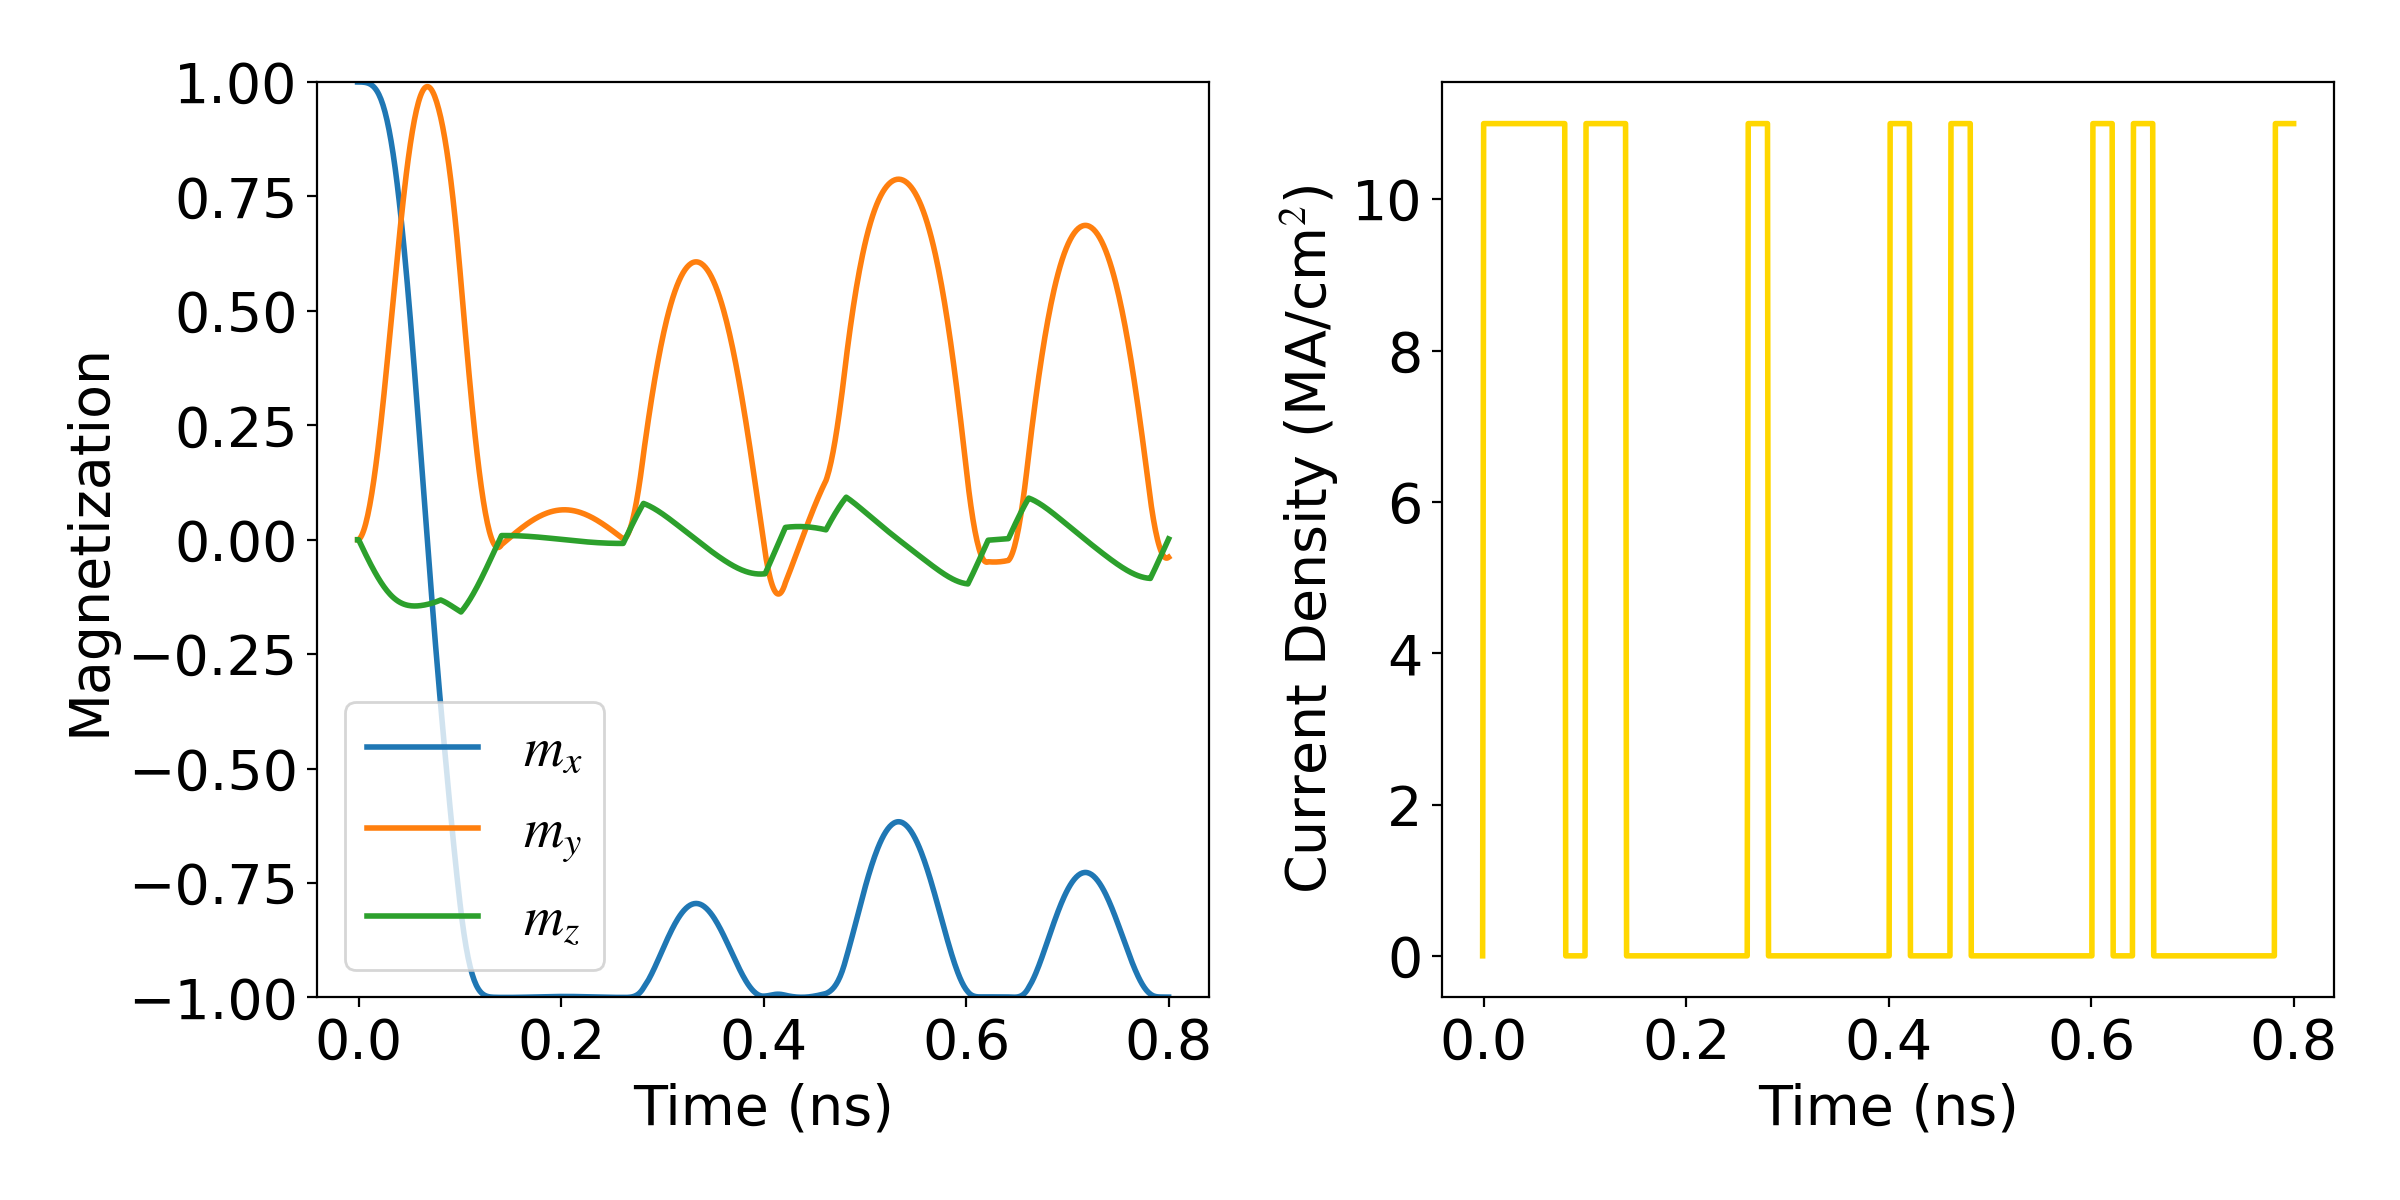 Magnetization
1.00
0.75
0.50
0.25
0.00
−0.25
−0.50
−0.75
−1.00
m_x
m_y
m_z
0.0 0.2 0.4 0.6 0.8
Time (ns)
Current Density (MA/cm²)
10
8
6
4
2
0
0.0 0.2 0.4 0.6 0.8
Time (ns)